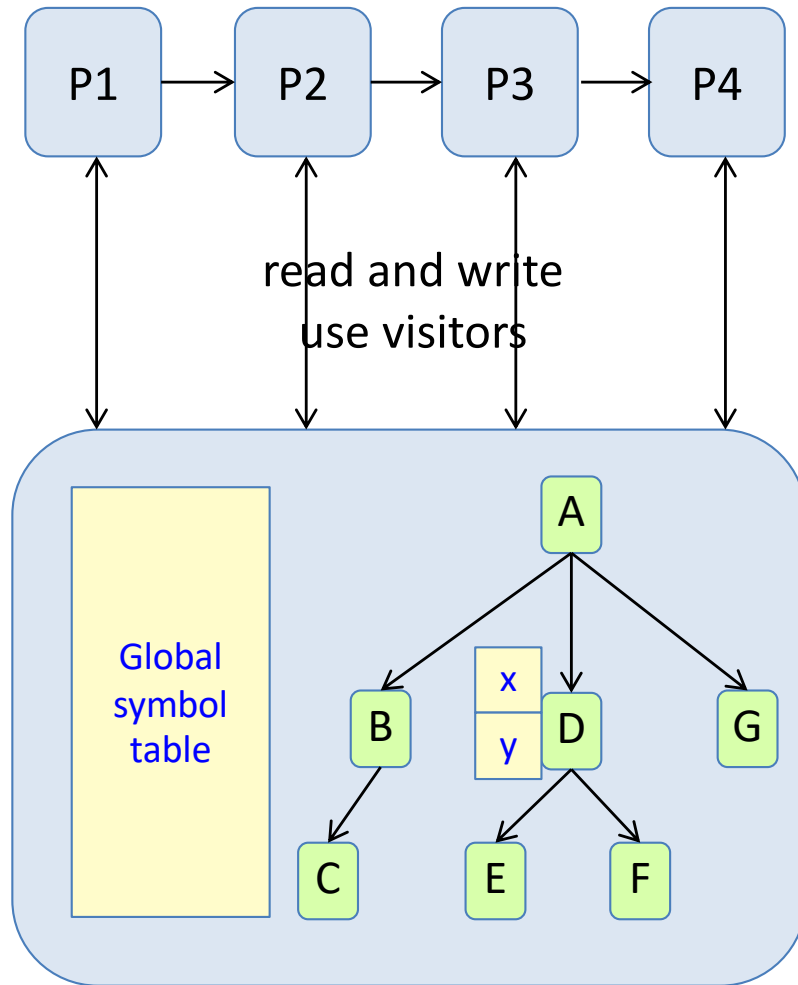 P1
P2
P3
P4
read and write
use visitors
Global
symbol
table
A
x
y
B
D
G
C
E
F